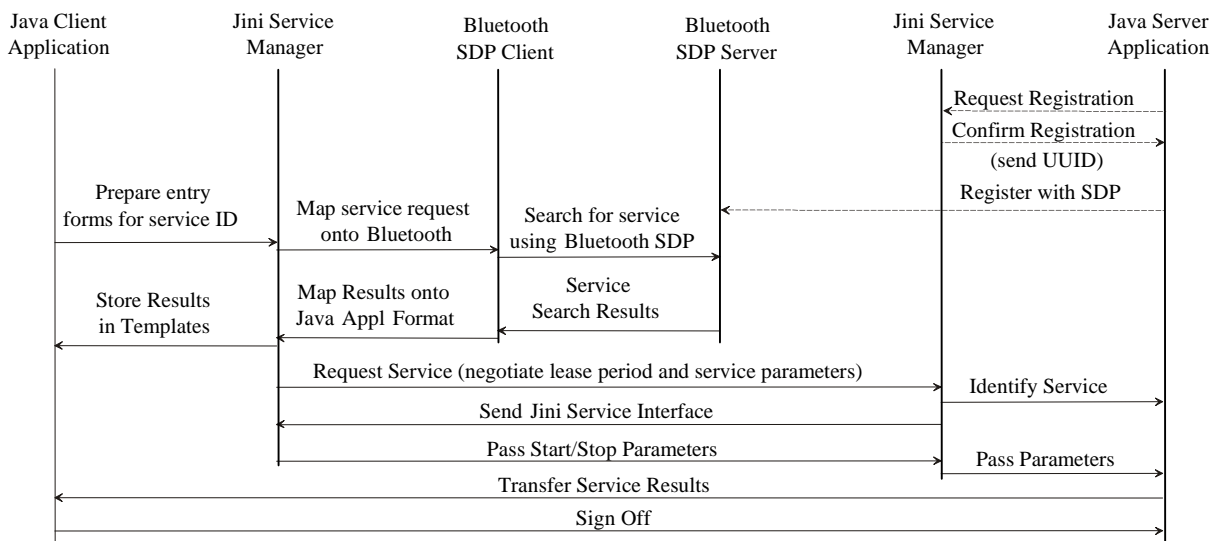 Java Client
Application
Jini Service
Manager
Bluetooth
SDP Client
Bluetooth
SDP Server
Jini Service
Manager
Java Server
Application
Request Registration
Confirm Registration
(send UUID)
Register with SDP
Prepare entry
forms for service ID
Map service request
onto Bluetooth
Search for service
using Bluetooth SDP
Service
Search Results
Map Results onto
Java Appl Format
Store Results
in Templates
Request Service (negotiate lease period and service parameters)
Identify Service
Send Jini Service Interface
Pass Start/Stop Parameters
Pass Parameters
Transfer Service Results
Sign Off